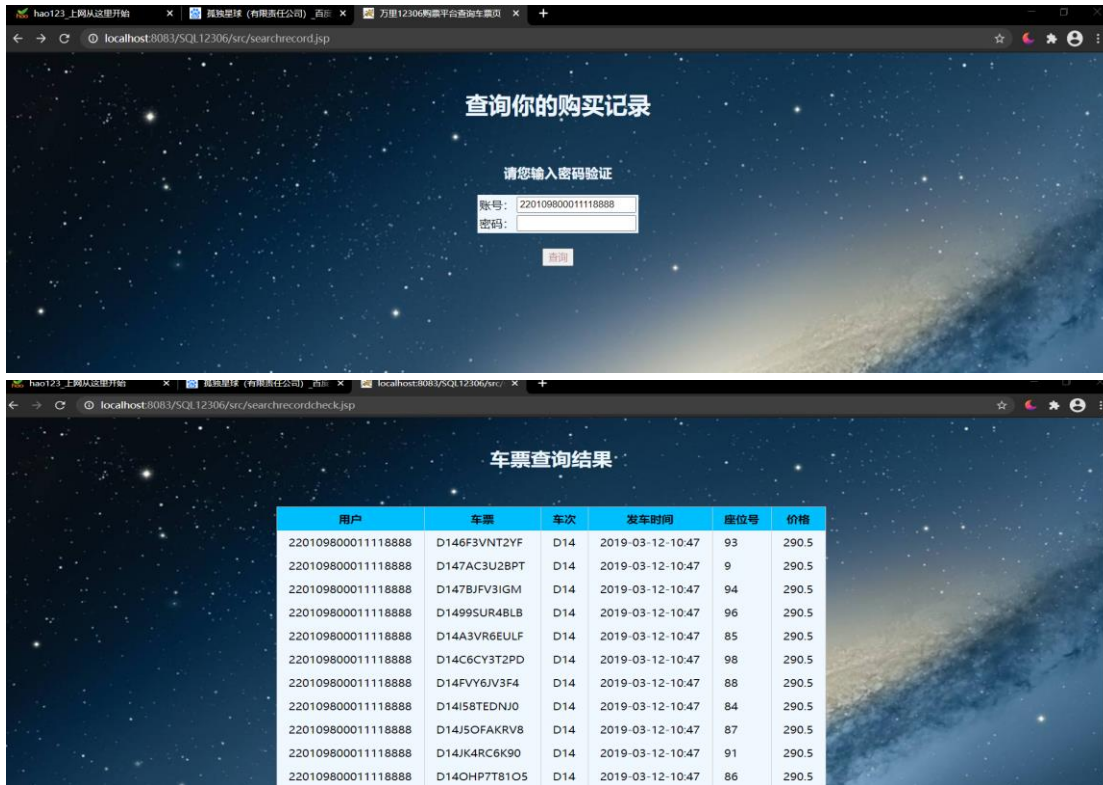 hao123_上网从这里开始 孤独星球 (有限责任公司) _百度 万里12306购票平台查询车票页
localhost:8083/SQL12306/src/searchrecord.jsp
查询你的购买记录
请您输入密码验证
账号： 220109800011118888
密码：
查询
hao123_上网从这里开始 孤独星球 (有限责任公司) _百度 localhost:8083/SQL12306/src/
localhost:8083/SQL12306/src/searchrecordcheck.jsp
车票查询结果
用户 车票 车次 发车时间 座位号 价格
220109800011118888 D146F3VNT2YF D14 2019-03-12-10:47 93 290.5
220109800011118888 D147AC3U2BPT D14 2019-03-12-10:47 9 290.5
220109800011118888 D147BJFV3IGM D14 2019-03-12-10:47 94 290.5
220109800011118888 D1499SUR4BLB D14 2019-03-12-10:47 96 290.5
220109800011118888 D14A3VR6EULF D14 2019-03-12-10:47 85 290.5
220109800011118888 D14C6CY3T2PD D14 2019-03-12-10:47 98 290.5
220109800011118888 D14FVY6JV3F4 D14 2019-03-12-10:47 88 290.5
220109800011118888 D14I58TEDNJ0 D14 2019-03-12-10:47 84 290.5
220109800011118888 D14J5OFAKRV8 D14 2019-03-12-10:47 87 290.5
220109800011118888 D14JK4RC6K90 D14 2019-03-12-10:47 91 290.5
220109800011118888 D14OHP7T81O5 D14 2019-03-12-10:47 86 290.5